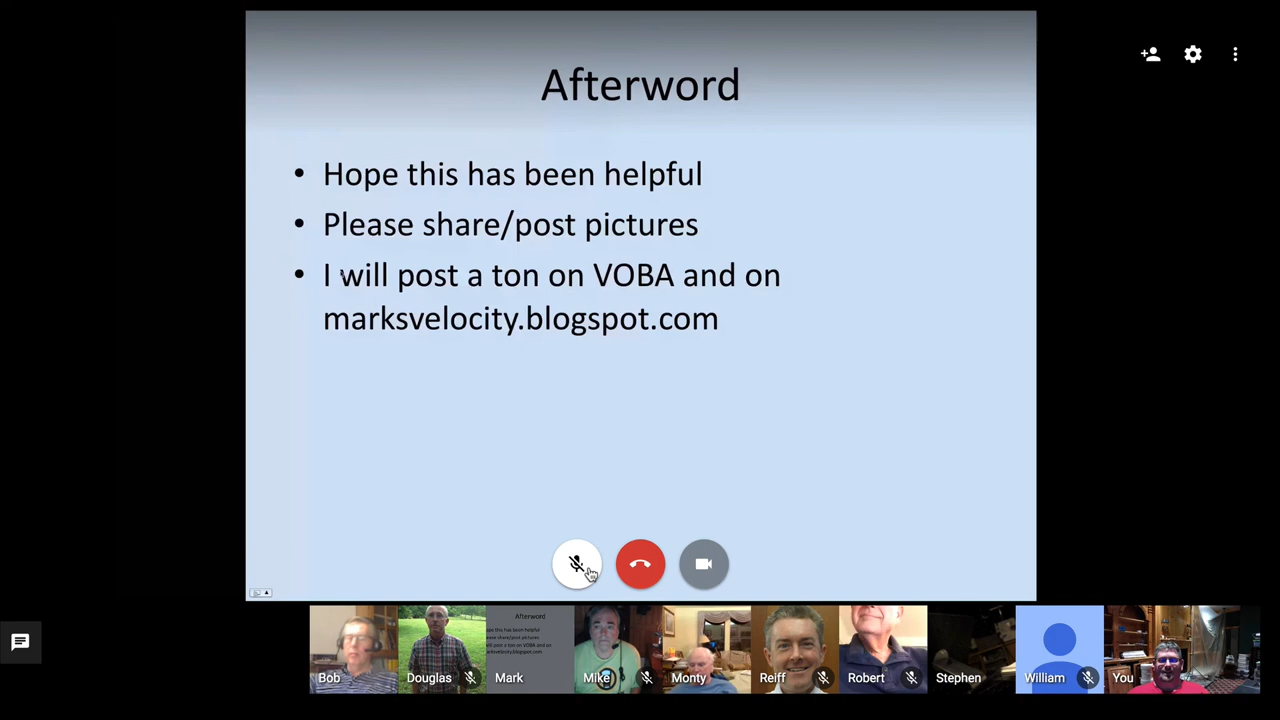 Afterword
• Hope this has been helpful
• Please share/post pictures
• I will post a ton on VOBA and on
marksvelocity.blogspot.com
Afterword
Bob
Douglas
Mark
Mike
Monty
Reiff
Robert
Stephen
William
You